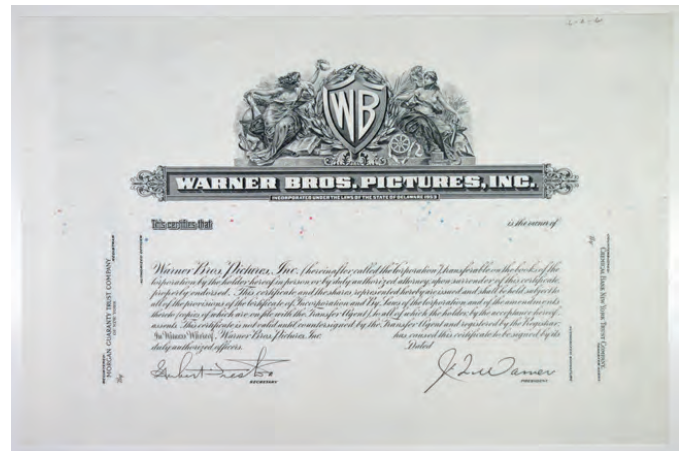 WB
WARNER BROS. PICTURES, INC.
INCORPORATED UNDER THE LAWS OF THE STATE OF DELAWARE 1953
This certifies that
is the owner of
Warner Bros. Pictures, Inc. (hereinafter called the Corporation) transferable on the books of the
Corporation by the holder hereof in person or by duly authorized attorney upon surrender of this certificate
properly endorsed. This certificate and the shares represented hereby are issued and shall be held subject to
all of the provisions of the Certificate of Incorporation and By-Laws of the Corporation and of the amendments
thereto (copies of which are on file with the Transfer Agent) to all of which the holder, by the acceptance hereof,
assents. This certificate is not valid until countersigned by the Transfer Agent and registered by the Registrar.
In Witness Whereof, Warner Bros. Pictures, Inc. has caused this certificate to be signed by its
duly authorized officers.
Dated
SECRETARY
PRESIDENT
MORGAN GUARANTY TRUST COMPANY
OF NEW YORK
By
CHEMICAL BANK NEW YORK TRUST COMPANY
By